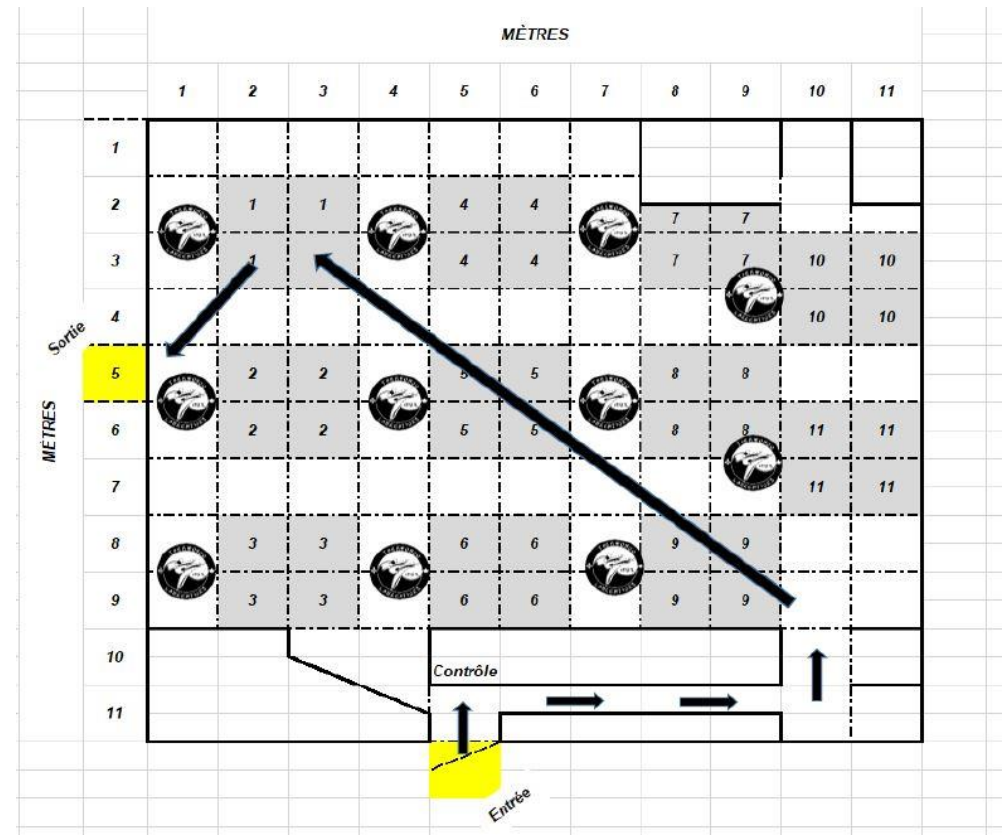 MÈTRES
1 2 3 4 5 6 7 8 9 10 11
1
2 1 1 4 4 7 7
3 1 4 4 7 7 10 10
4 10 10
Sortie
5 2 2 5 5 8 8
MÈTRES
6 2 2 5 5 8 8 11 11
7 11 11
8 3 3 6 6 9 9
9 3 3 6 6 9 9
10
Contrôle
11
Entrée